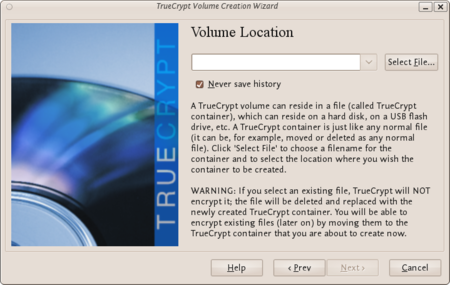 TrueCrypt Volume Creation Wizard
Volume Location
Select File...
Never save history
TRUECRYPT
A TrueCrypt volume can reside in a file (called TrueCrypt
container), which can reside on a hard disk, on a USB flash
drive, etc. A TrueCrypt container is just like any normal file
(it can be, for example, moved or deleted as any normal
file). Click 'Select File' to choose a filename for the
container and to select the location where you wish the
container to be created.
WARNING: If you select an existing file, TrueCrypt will NOT
encrypt it; the file will be deleted and replaced with the
newly created TrueCrypt container. You will be able to
encrypt existing files (later on) by moving them to the
TrueCrypt container that you are about to create now.
Help
< Prev
Next >
Cancel